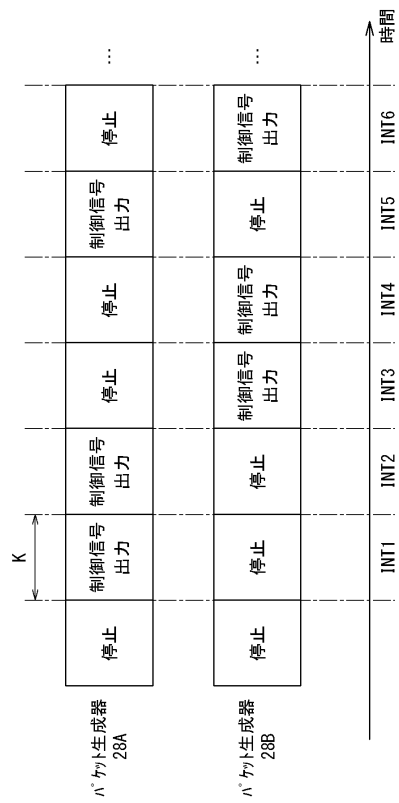 K
パケット生成器
28A
停止
制御信号
出力
制御信号
出力
停止
停止
制御信号
出力
停止
...
パケット生成器
28B
停止
停止
停止
制御信号
出力
制御信号
出力
停止
制御信号
出力
...
INT1
INT2
INT3
INT4
INT5
INT6
時間